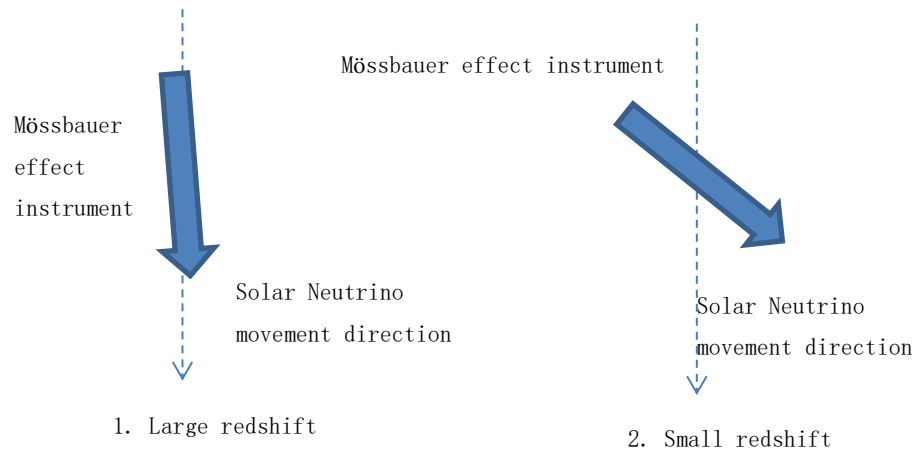 Mössbauer
effect
instrument
Solar Neutrino
movement direction
1. Large redshift
Mössbauer effect instrument
Solar Neutrino
movement direction
2. Small redshift